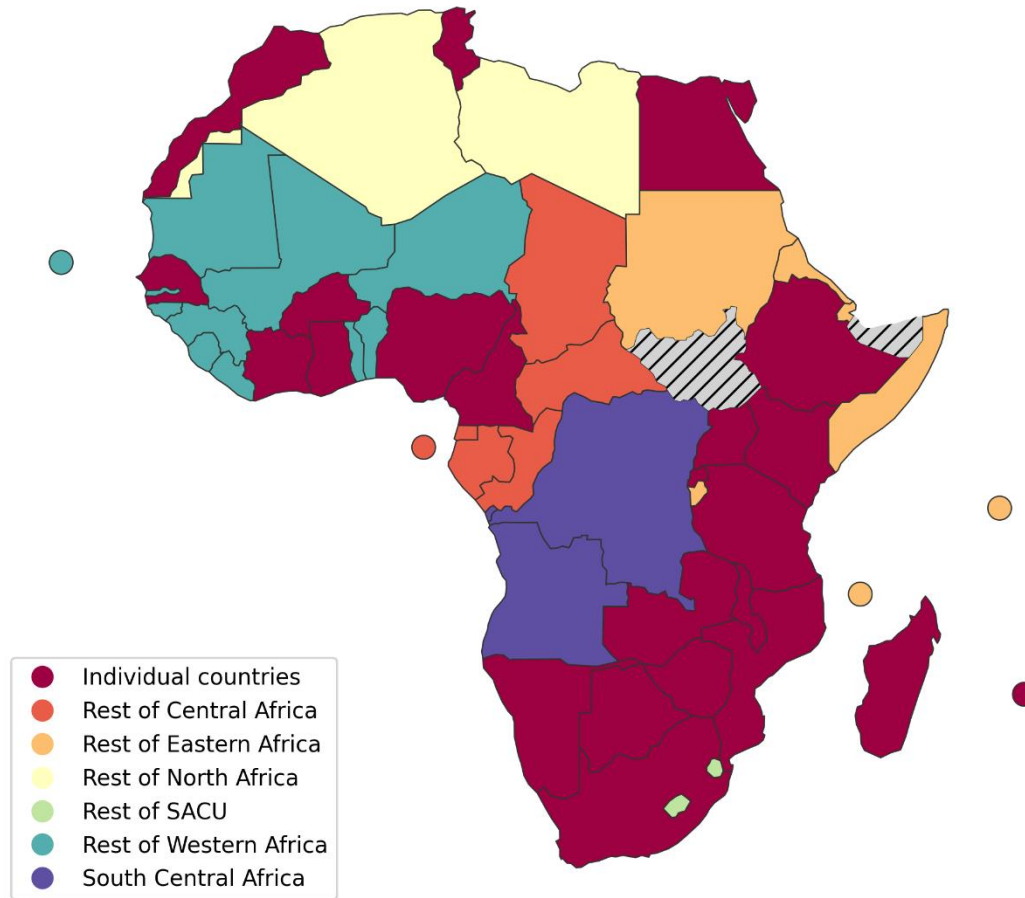 Individual countries
Rest of Central Africa
Rest of Eastern Africa
Rest of North Africa
Rest of SACU
Rest of Western Africa
South Central Africa